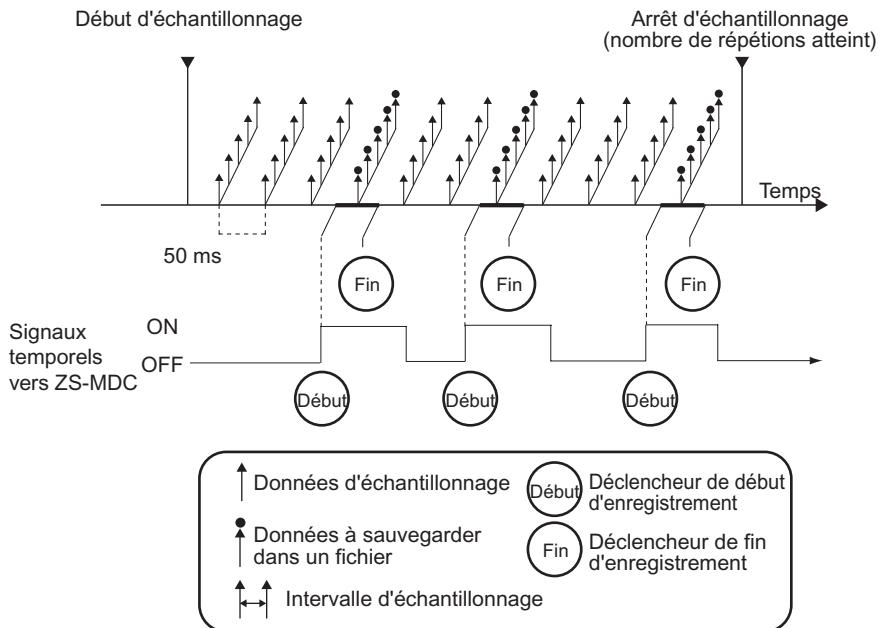 Début d'échantillonnage
Arrêt d'échantillonnage
(nombre de répétions atteint)
Temps
50 ms
Fin
Fin
Fin
Signaux
temporels
vers ZS-MDC
ON
OFF
Début
Début
Début
Données d'échantillonnage
Début
Déclencheur de début
d'enregistrement
Données à sauvegarder
dans un fichier
Fin
Déclencheur de fin
d'enregistrement
Intervalle d'échantillonnage